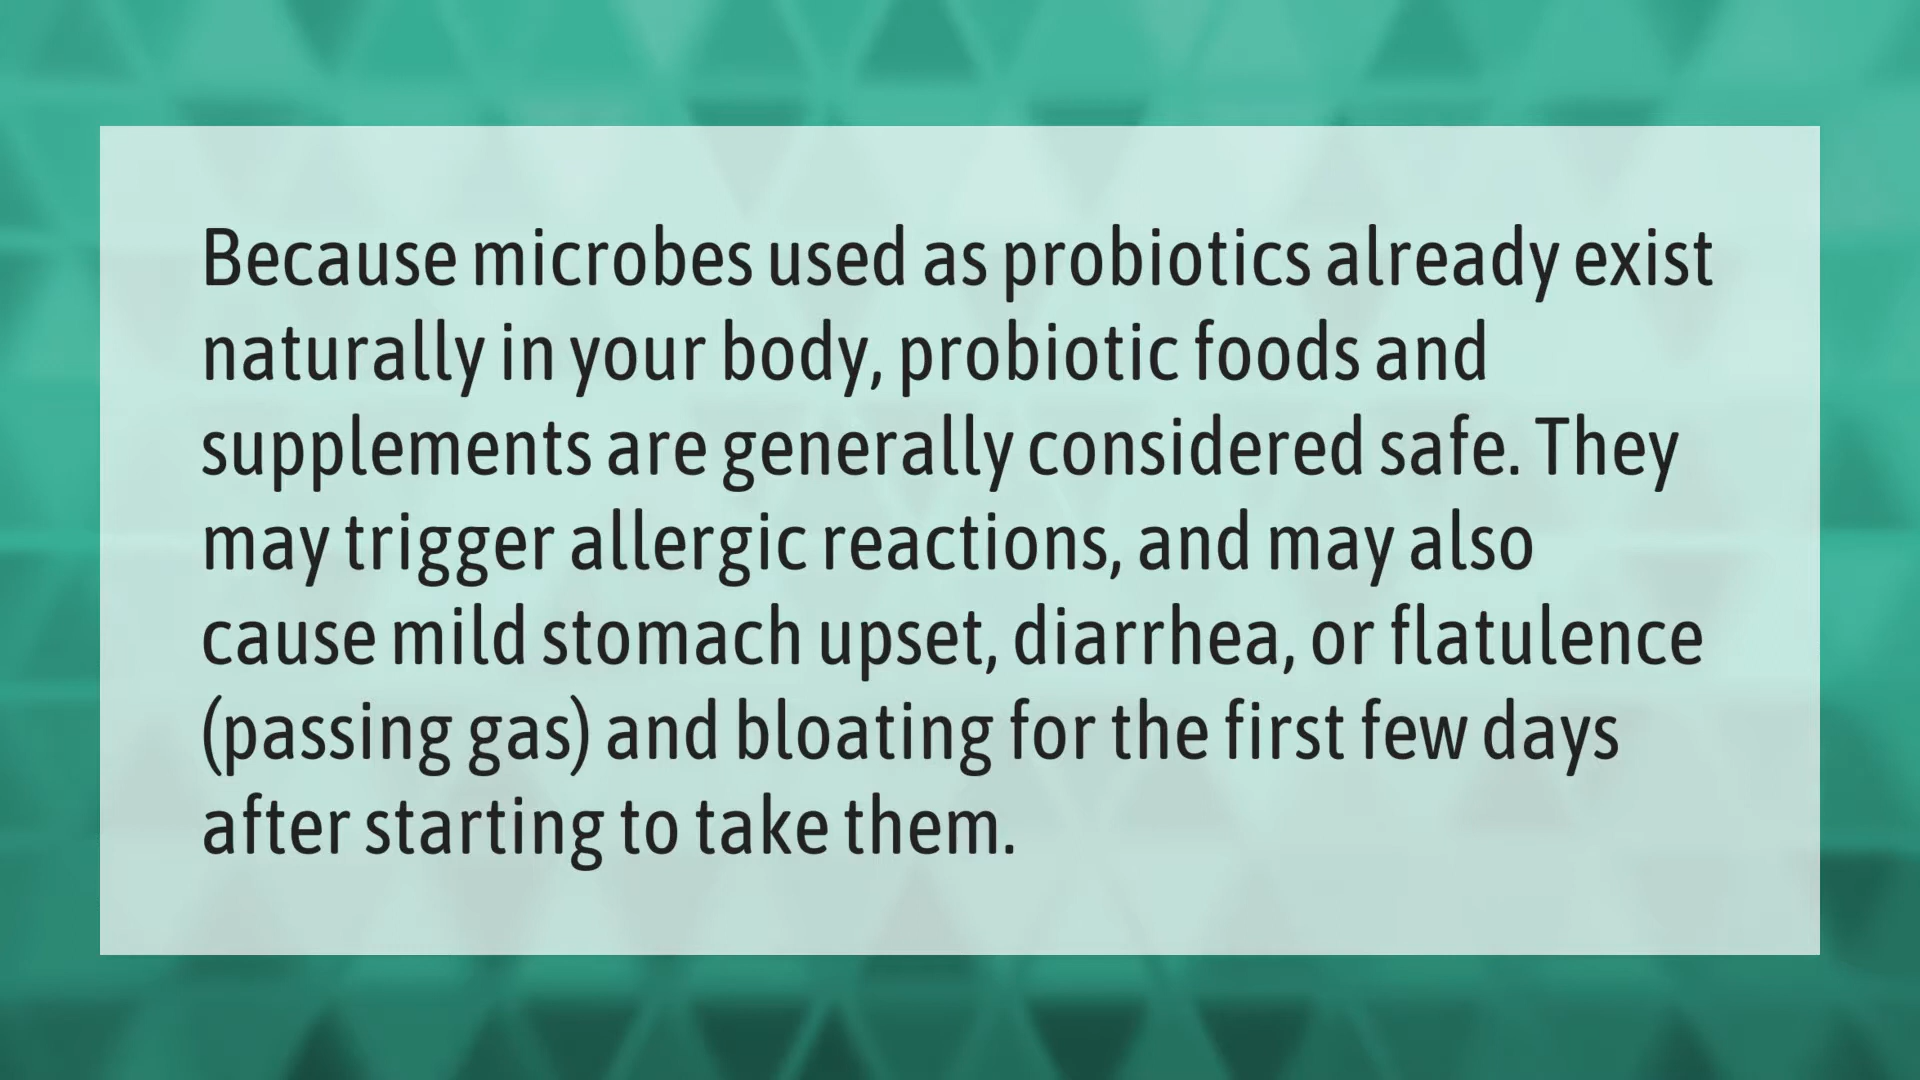 Because microbes used as probiotics already exist
naturally in your body, probiotic foods and
supplements are generally considered safe. They
may trigger allergic reactions, and may also
cause mild stomach upset, diarrhea, or flatulence
(passing gas) and bloating for the first few days
after starting to take them.